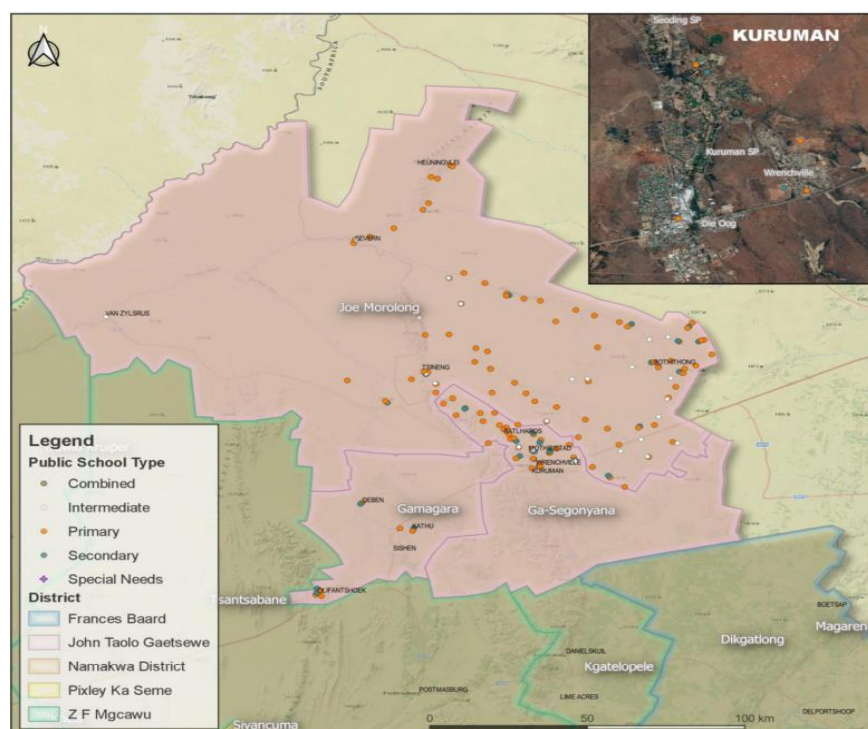 N
KURUMAN
Seoding SP
Kuruman SP
Wrenchville
Die Oog
SOUTH AFRICA
HEUNINGVLEI
SEVERN
Joe Morolong
VAN ZYLSRUS
TSINENG
BOTHITHONG
BATLHAROS
MOTHIBISTAD
WRENCHVILLE
KURUMAN
DEBEN
Gamagara
Ga-Segonyana
KATHU
SISHEN
OLIFANTSHOEK
Tsantsabane
BOETSAP
Magareng
Dikgatlong
DANIELSKUIL
Kgatelopele
LIME ACRES
POSTMASBURG
DELPORTSHOOP
Siyancuma
0 50 100 km
Legend
Public School Type
Combined
Intermediate
Primary
Secondary
Special Needs
District
Frances Baard
John Taolo Gaetsewe
Namakwa District
Pixley Ka Seme
Z F Mgcawu